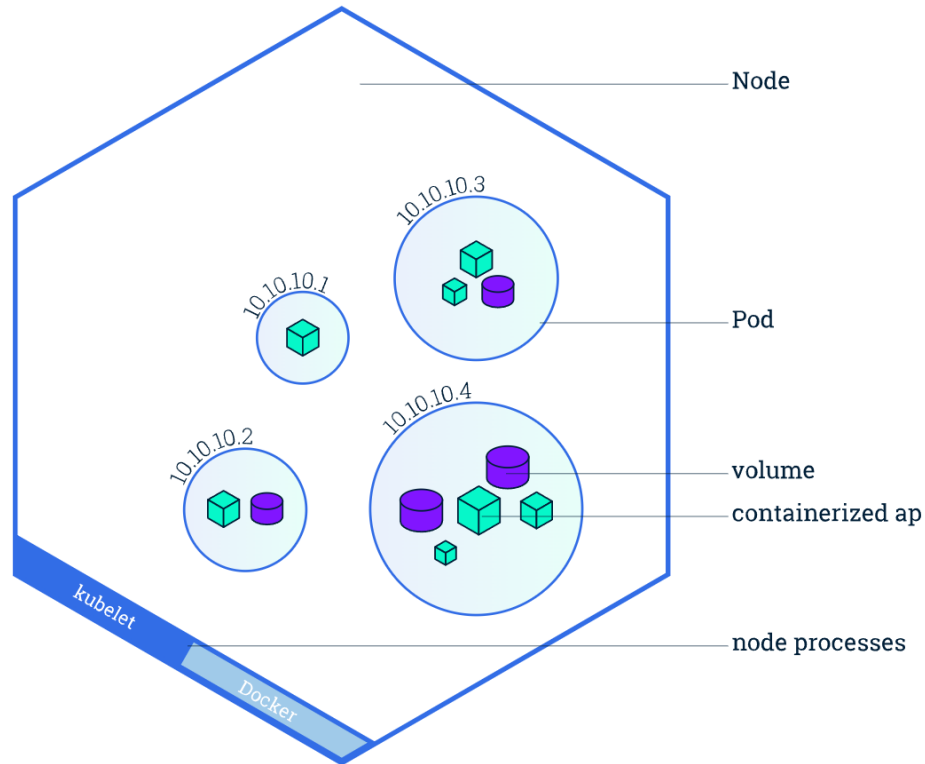 Node
10.10.10.3
10.10.10.1
Pod
10.10.10.4
10.10.10.2
volume
containerized ap
kubelet
node processes
Docker